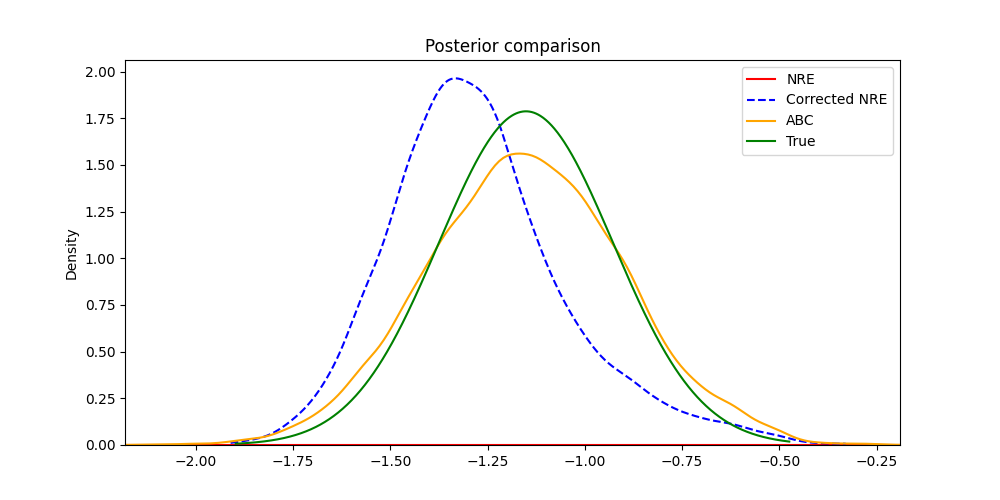 Posterior comparison
NRE
Corrected NRE
ABC
True
Density
2.00
1.75
1.50
1.25
1.00
0.75
0.50
0.25
0.00
−2.00 −1.75 −1.50 −1.25 −1.00 −0.75 −0.50 −0.25